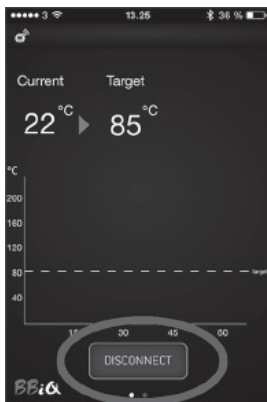 3 13.25 36 %
Current Target
22 °C 85 °C
°C
200
160
120
80 target
40
15 30 45 60
DISCONNECT
BBiQ